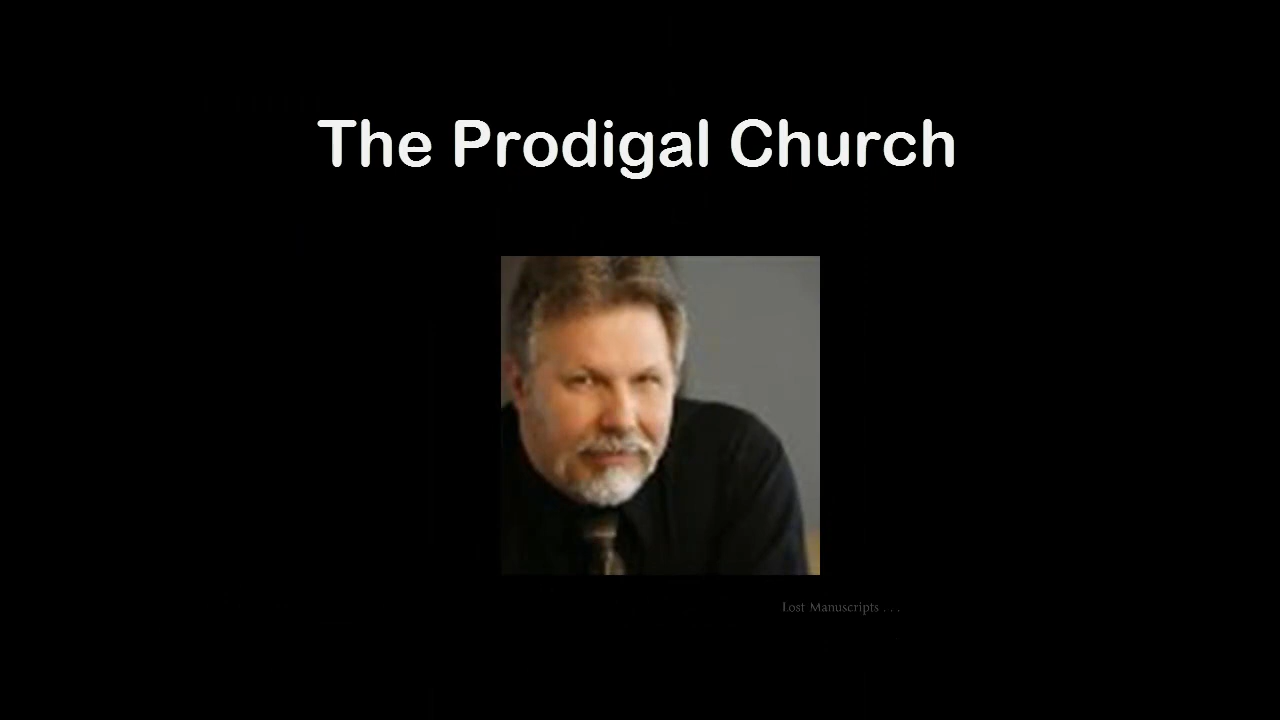 The Prodigal Church
Lost Manuscripts . . .